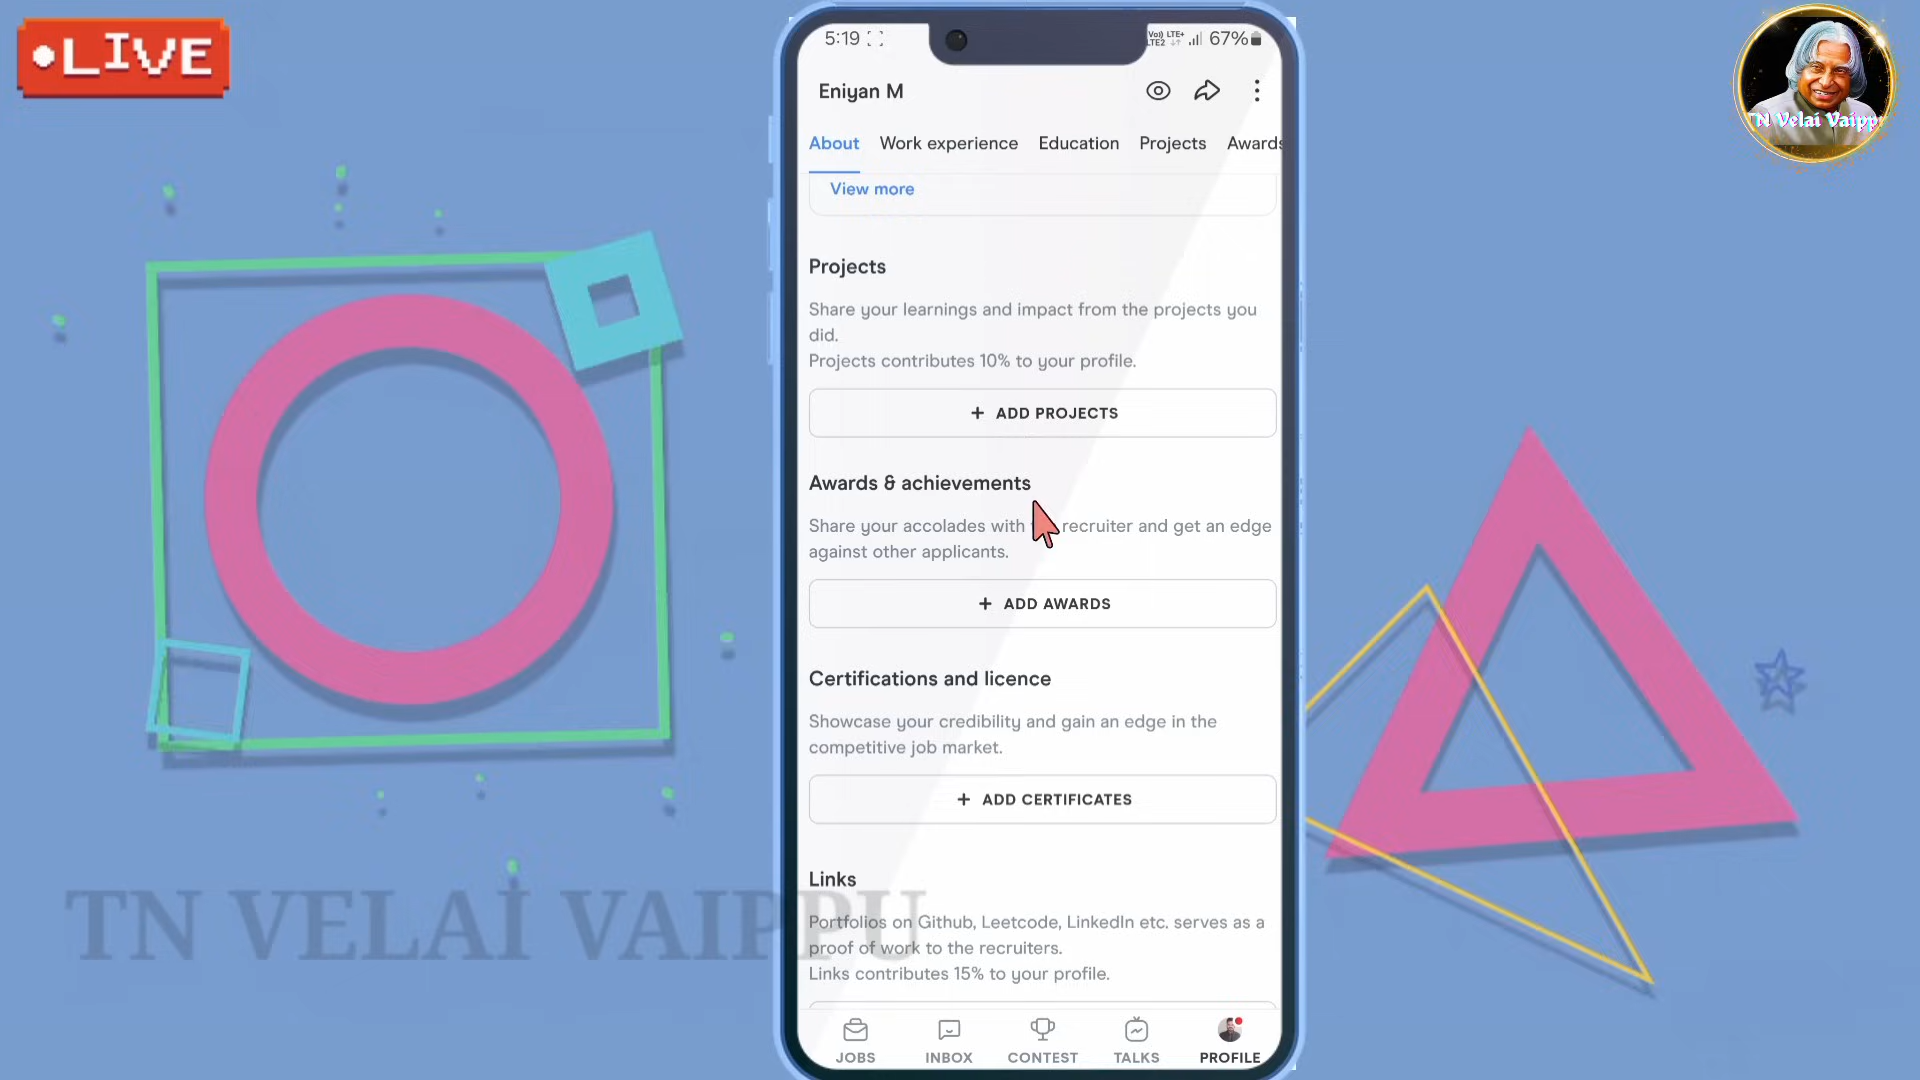 LIVE
5:19
Vo) LTE+
LTE2
67%
TN Velai Vaippu
Eniyan M
About Work experience Education Projects Awards
View more
Projects
Share your learnings and impact from the projects you
did.
Projects contributes 10% to your profile.
+ ADD PROJECTS
Awards & achievements
Share your accolades with recruiter and get an edge
against other applicants.
+ ADD AWARDS
Certifications and licence
Showcase your credibility and gain an edge in the
competitive job market.
+ ADD CERTIFICATES
Links
Portfolios on Github, Leetcode, LinkedIn etc. serves as a
proof of work to the recruiters.
Links contributes 15% to your profile.
TN VELAI VAIPPU
JOBS INBOX CONTEST TALKS PROFILE